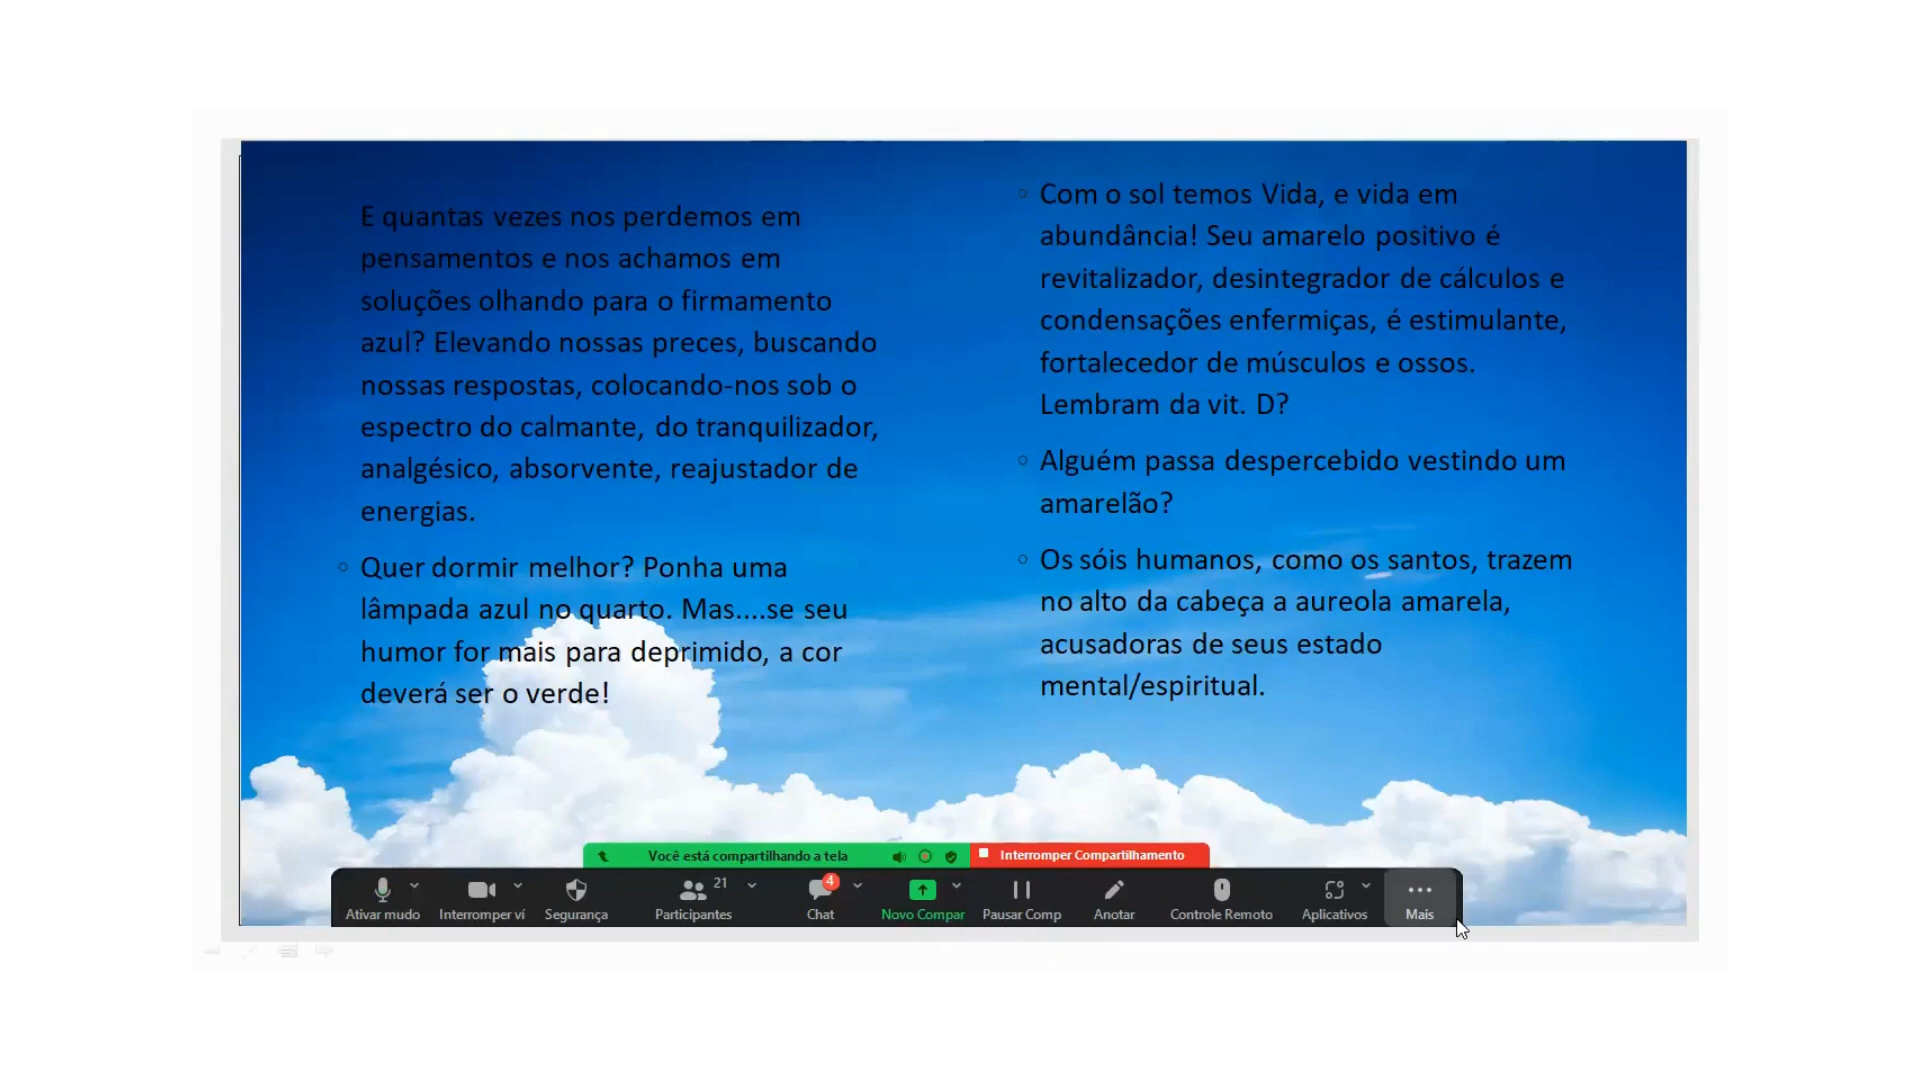 E quantas vezes nos perdemos em
pensamentos e nos achamos em
soluções olhando para o firmamento
azul? Elevando nossas preces, buscando
nossas respostas, colocando-nos sob o
espectro do calmante, do tranquilizador,
analgésico, absorvente, reajustador de
energias.
Quer dormir melhor? Ponha uma
lâmpada azul no quarto. Mas....se seu
humor for mais para deprimido, a cor
deverá ser o verde!
Com o sol temos Vida, e vida em
abundância! Seu amarelo positivo é
revitalizador, desintegrador de cálculos e
condensações enfermiças, é estimulante,
fortalecedor de músculos e ossos.
Lembram da vit. D?
Alguém passa despercebido vestindo um
amarelão?
Os sóis humanos, como os santos, trazem
no alto da cabeça a aureola amarela,
acusadoras de seus estado
mental/espiritual.
Você está compartilhando a tela
Interromper Compartilhamento
21
4
Ativar mudo
Interromper ví
Segurança
Participantes
Chat
Novo Compar
Pausar Comp
Anotar
Controle Remoto
Aplicativos
Mais